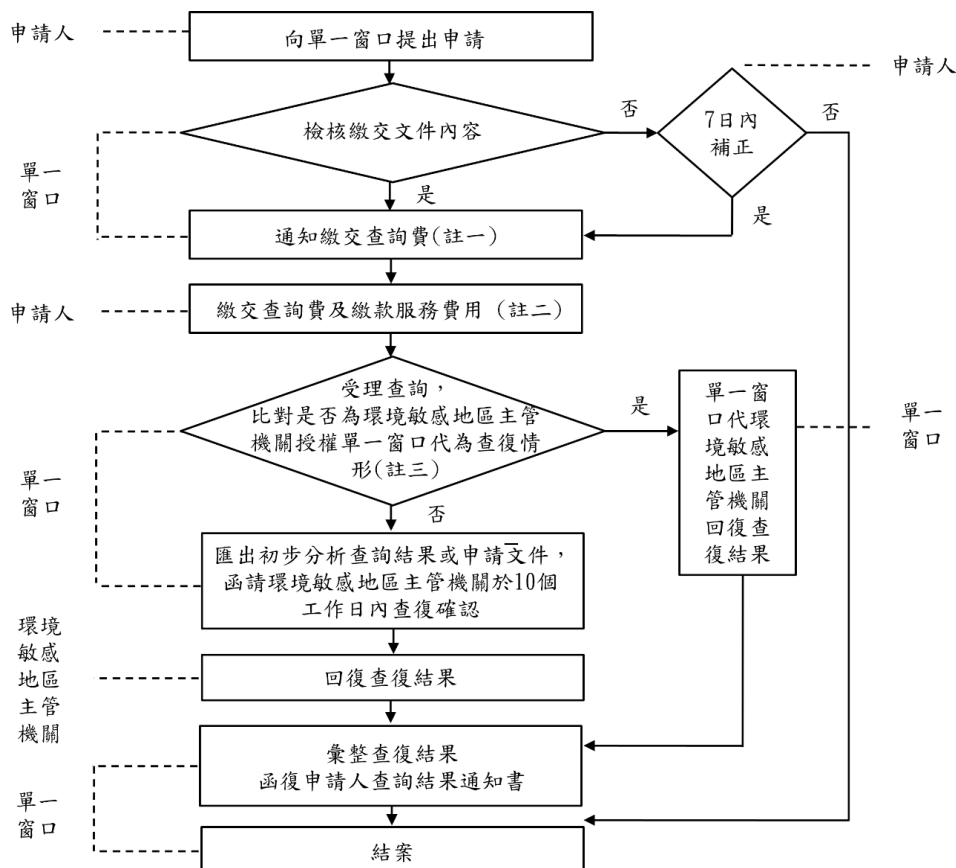 申請人
向單一窗口提出申請
申請人
檢核繳交文件內容
否
7日內
補正
否
單一
窗口
是
是
通知繳交查詢費(註一)
申請人
繳交查詢費及繳款服務費用 (註二)
受理查詢，
比對是否為環境敏感地區主管
機關授權單一窗口代為查復情
形(註三)
是
單一窗
口代環
境敏感
地區主
管機關
回復查
復結果
單一
窗口
單一
窗口
否
匯出初步分析查詢結果或申請文件，
函請環境敏感地區主管機關於10個
工作日內查復確認
環境
敏感
地區
主管
機關
回復查復結果
彙整查復結果
函復申請人查詢結果通知書
單一
窗口
結案